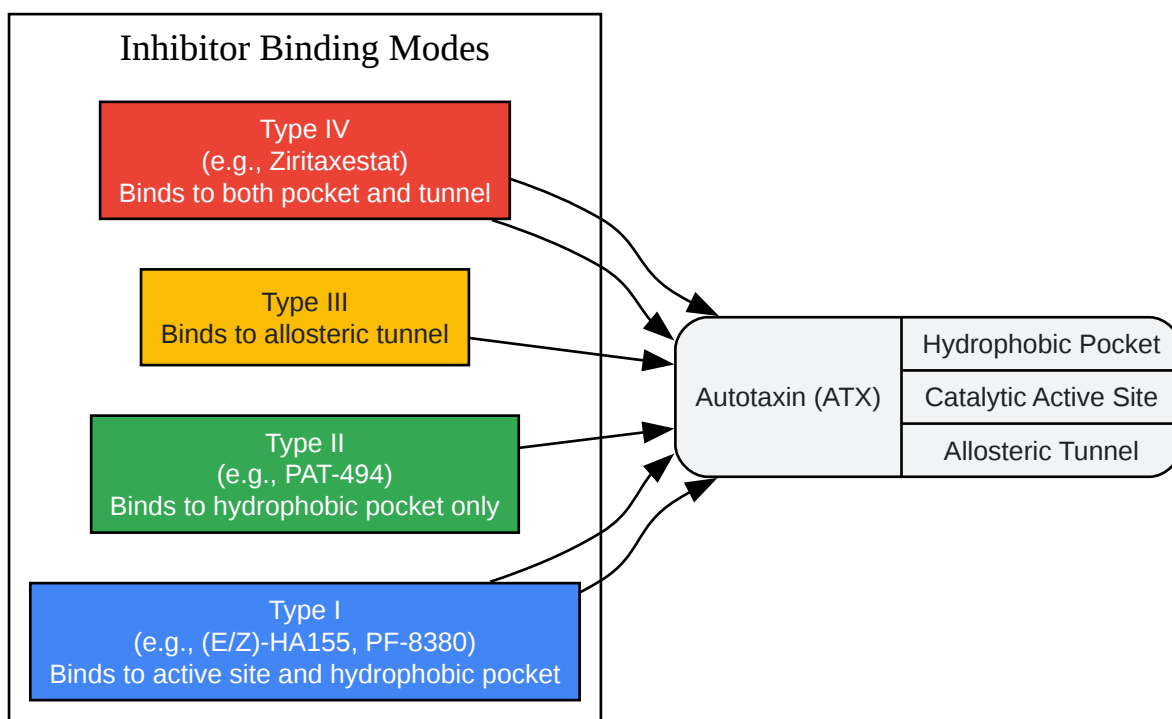 Inhibitor Binding Modes
Type IV
(e.g., Ziritaxestat)
Binds to both pocket and tunnel
Type III
Binds to allosteric tunnel
Type II
(e.g., PAT-494)
Binds to hydrophobic pocket only
Type I
(e.g., (E/Z)-HA155, PF-8380)
Binds to active site and hydrophobic pocket
Autotaxin (ATX)
Hydrophobic Pocket
Catalytic Active Site
Allosteric Tunnel